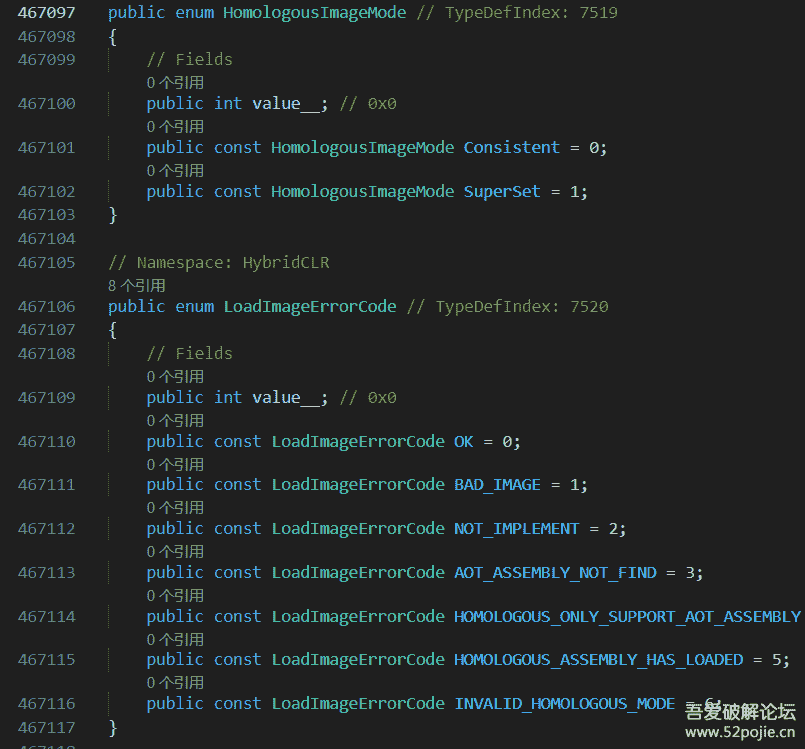 467097 public enum HomologousImageMode // TypeDefIndex: 7519
467098 {
467099 // Fields
0 个引用
467100 public int value__; // 0x0
0 个引用
467101 public const HomologousImageMode Consistent = 0;
0 个引用
467102 public const HomologousImageMode SuperSet = 1;
467103 }
467104
467105 // Namespace: HybridCLR
8 个引用
467106 public enum LoadImageErrorCode // TypeDefIndex: 7520
467107 {
467108 // Fields
0 个引用
467109 public int value__; // 0x0
0 个引用
467110 public const LoadImageErrorCode OK = 0;
0 个引用
467111 public const LoadImageErrorCode BAD_IMAGE = 1;
0 个引用
467112 public const LoadImageErrorCode NOT_IMPLEMENT = 2;
0 个引用
467113 public const LoadImageErrorCode AOT_ASSEMBLY_NOT_FIND = 3;
0 个引用
467114 public const LoadImageErrorCode HOMOLOGOUS_ONLY_SUPPORT_AOT_ASSEMBLY
0 个引用
467115 public const LoadImageErrorCode HOMOLOGOUS_ASSEMBLY_HAS_LOADED = 5;
0 个引用
467116 public const LoadImageErrorCode INVALID_HOMOLOGOUS_MODE = 6;
467117 }
吾爱破解论坛
www.52pojie.cn